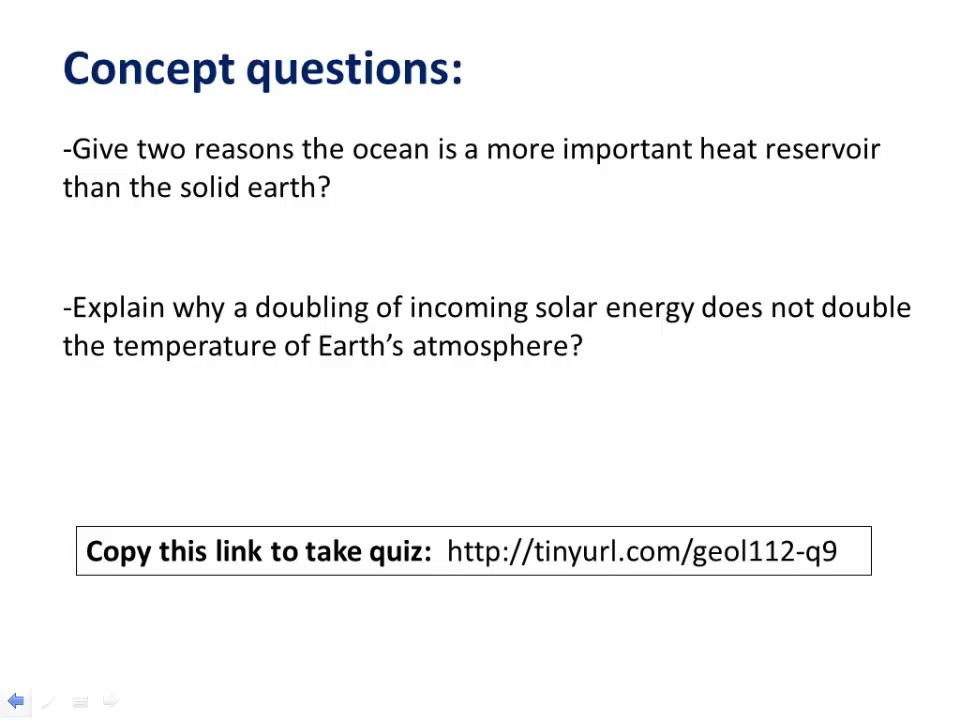 Concept questions:
-Give two reasons the ocean is a more important heat reservoir
than the solid earth?
-Explain why a doubling of incoming solar energy does not double
the temperature of Earth’s atmosphere?
Copy this link to take quiz:  http://tinyurl.com/geol112-q9